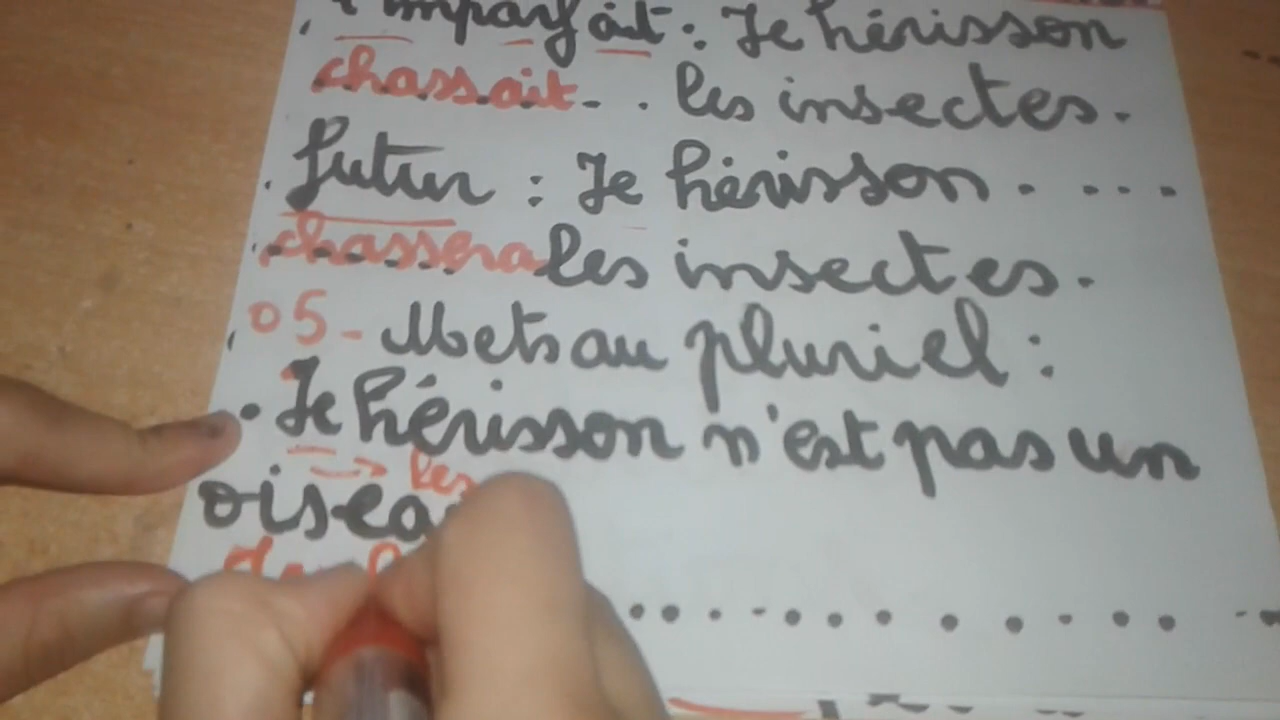 l'imparfait : Le hérisson
chassait . . les insectes.
futur : Le hérisson . . . .
chassera les insectes.
05 - Mets au pluriel :
• Le hérisson n'est pas un
→ les